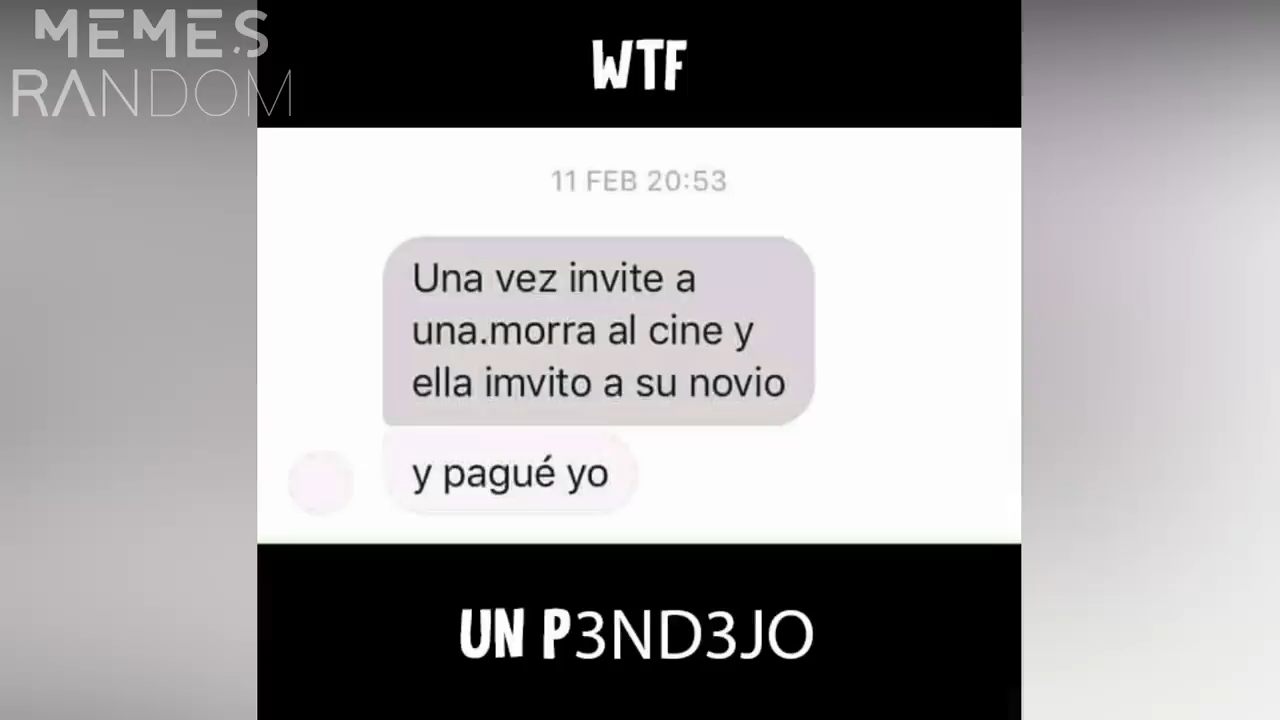 MEMES
RANDOM
WTF
11 FEB 20:53
Una vez invite a
una.morra al cine y
ella imvito a su novio
y pagué yo
UN P3ND3JO